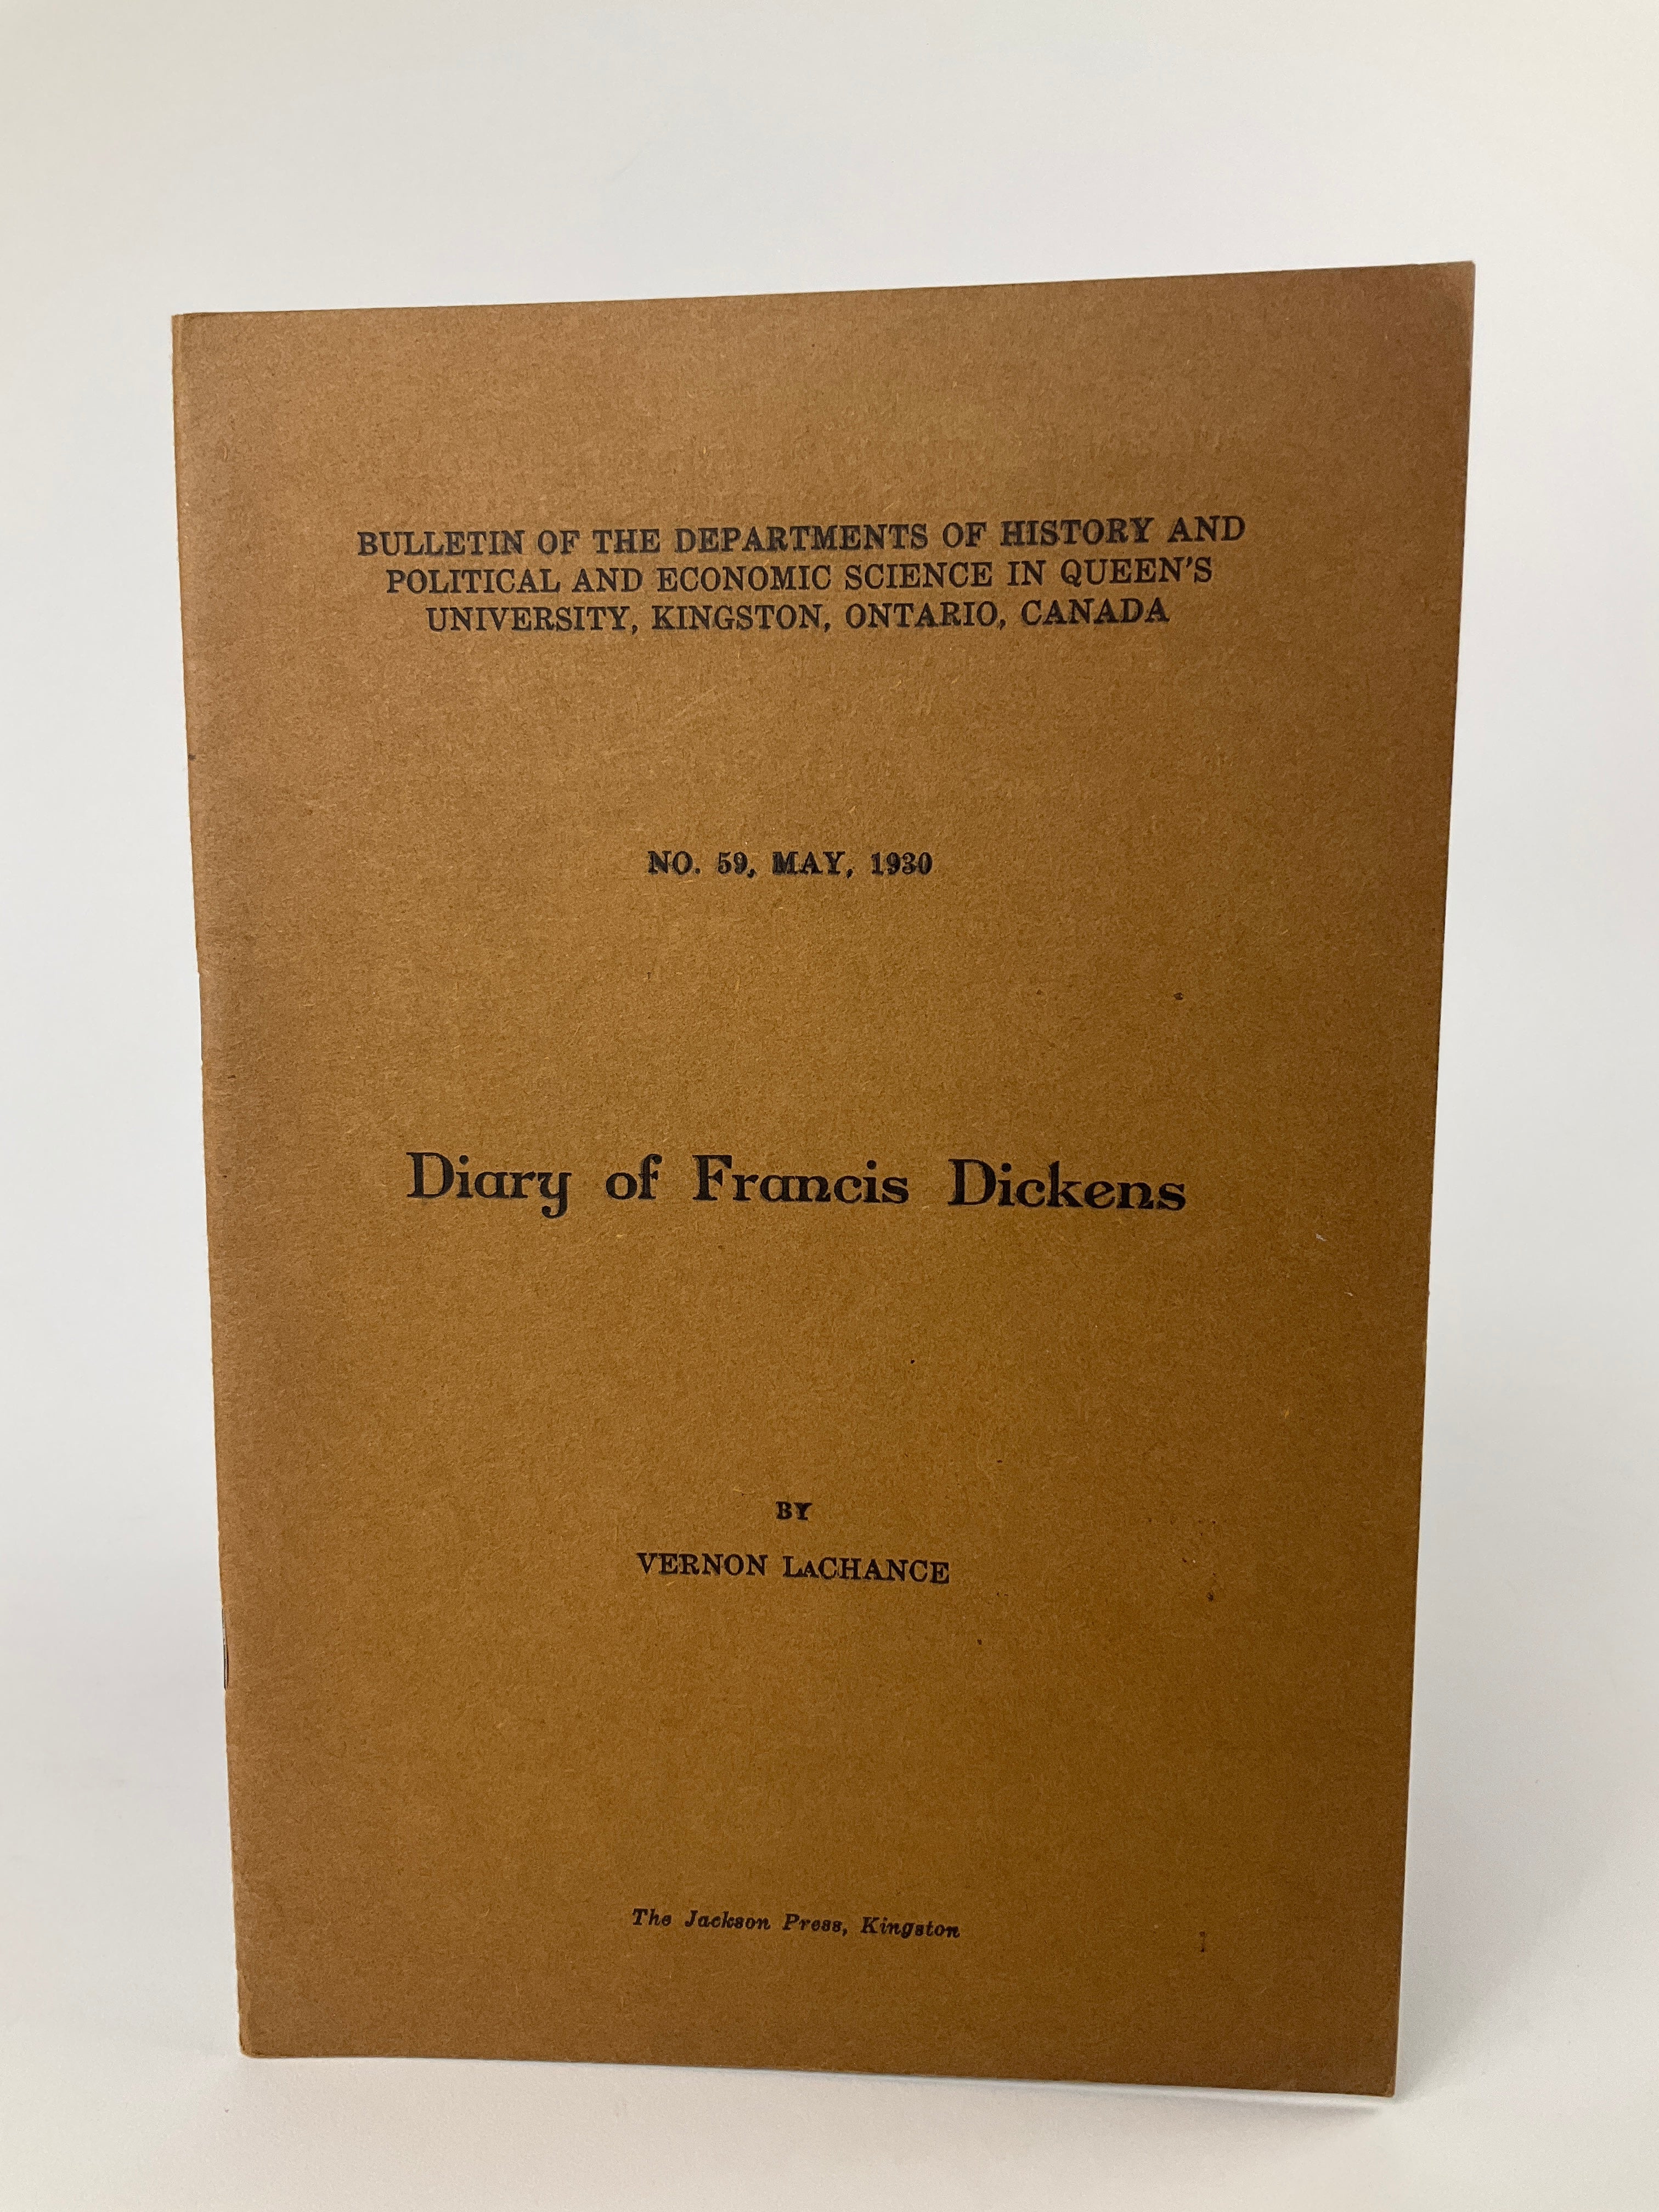 BULLETIN OF THE DEPARTMENTS OF HISTORY AND
POLITICAL AND ECONOMIC SCIENCE IN QUEEN'S
UNIVERSITY, KINGSTON, ONTARIO, CANADA
NO. 59, MAY, 1930
Diary of Francis Dickens
BY
VERNON LACHANCE
The Jackson Press, Kingston